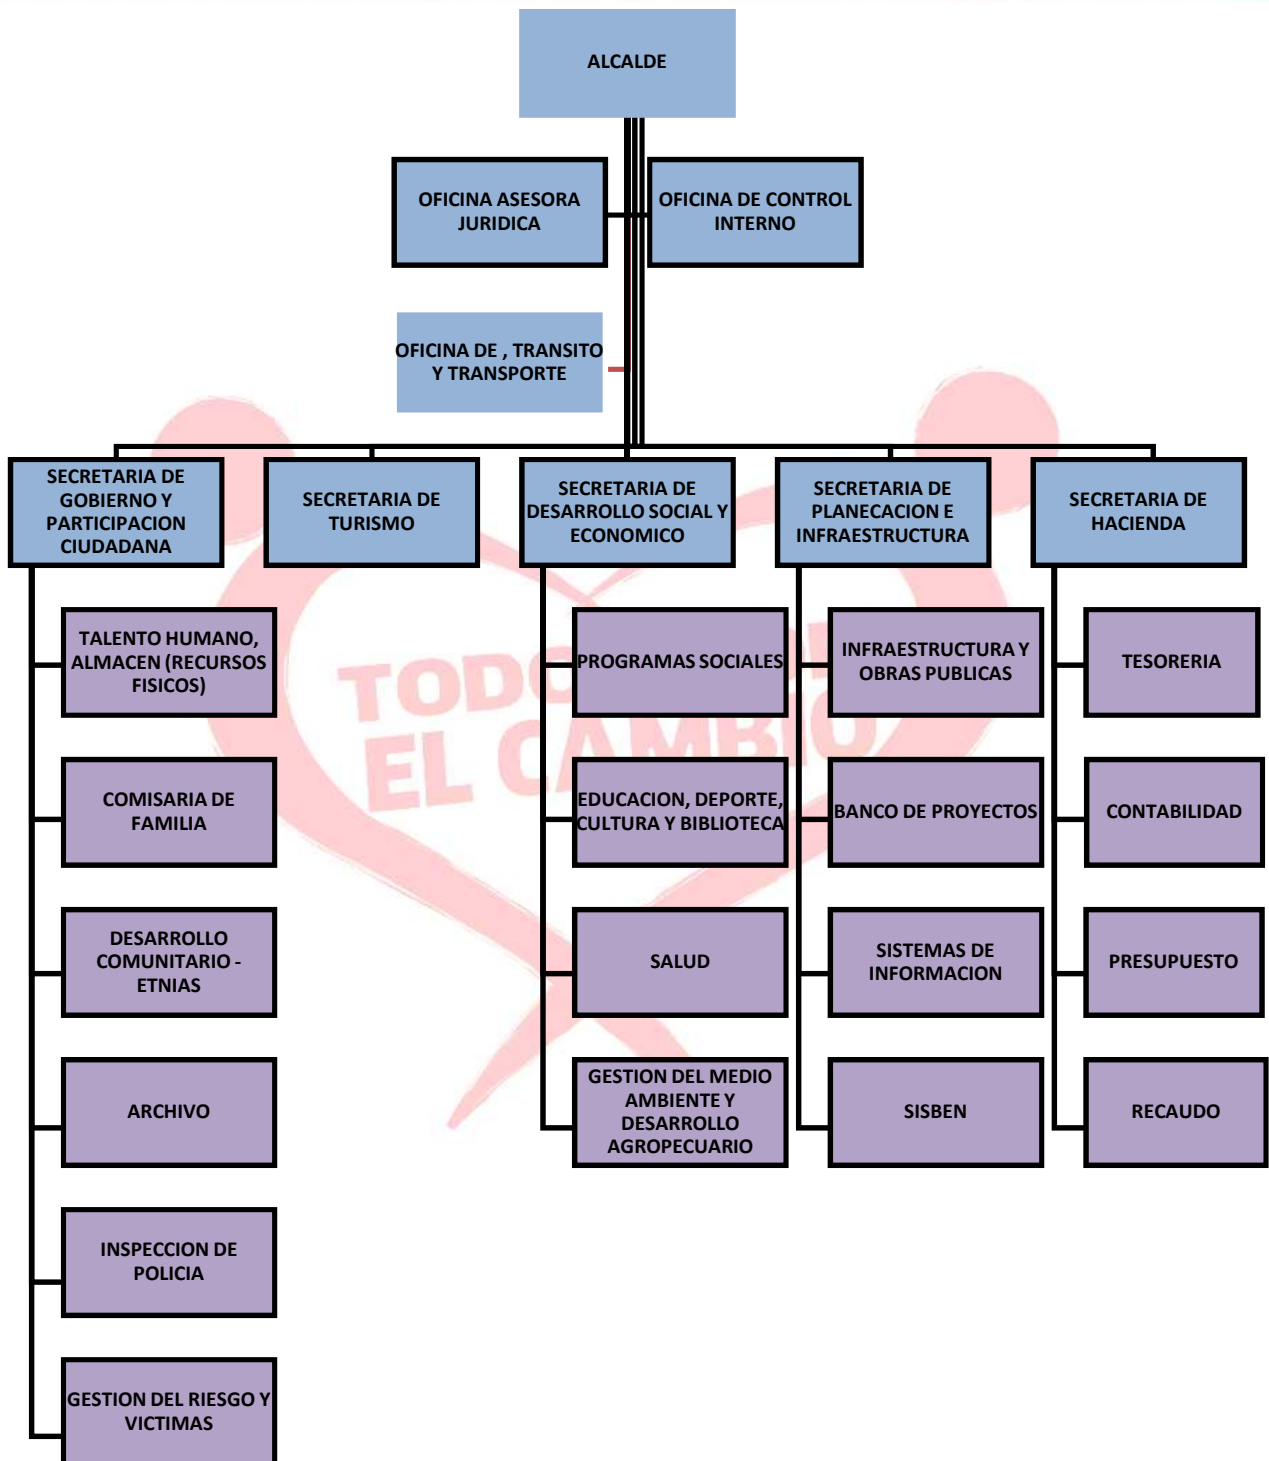 ALCALDE
OFICINA ASESORA
JURIDICA
OFICINA DE CONTROL
INTERNO
OFICINA DE , TRANSITO
Y TRANSPORTE
SECRETARIA DE
GOBIERNO Y
PARTICIPACION
CIUDADANA
SECRETARIA DE
TURISMO
SECRETARIA DE
DESARROLLO SOCIAL Y
ECONOMICO
SECRETARIA DE
PLANECACION E
INFRAESTRUCTURA
SECRETARIA DE
HACIENDA
TALENTO HUMANO,
ALMACEN (RECURSOS
FISICOS)
COMISARIA DE
FAMILIA
DESARROLLO
COMUNITARIO -
ETNIAS
ARCHIVO
INSPECCION DE
POLICIA
GESTION DEL RIESGO Y
VICTIMAS
PROGRAMAS SOCIALES
EDUCACION, DEPORTE,
CULTURA Y BIBLIOTECA
SALUD
GESTION DEL MEDIO
AMBIENTE Y
DESARROLLO
AGROPECUARIO
INFRAESTRUCTURA Y
OBRAS PUBLICAS
BANCO DE PROYECTOS
SISTEMAS DE
INFORMACION
SISBEN
TESORERIA
CONTABILIDAD
PRESUPUESTO
RECAUDO
EL CAMBIO